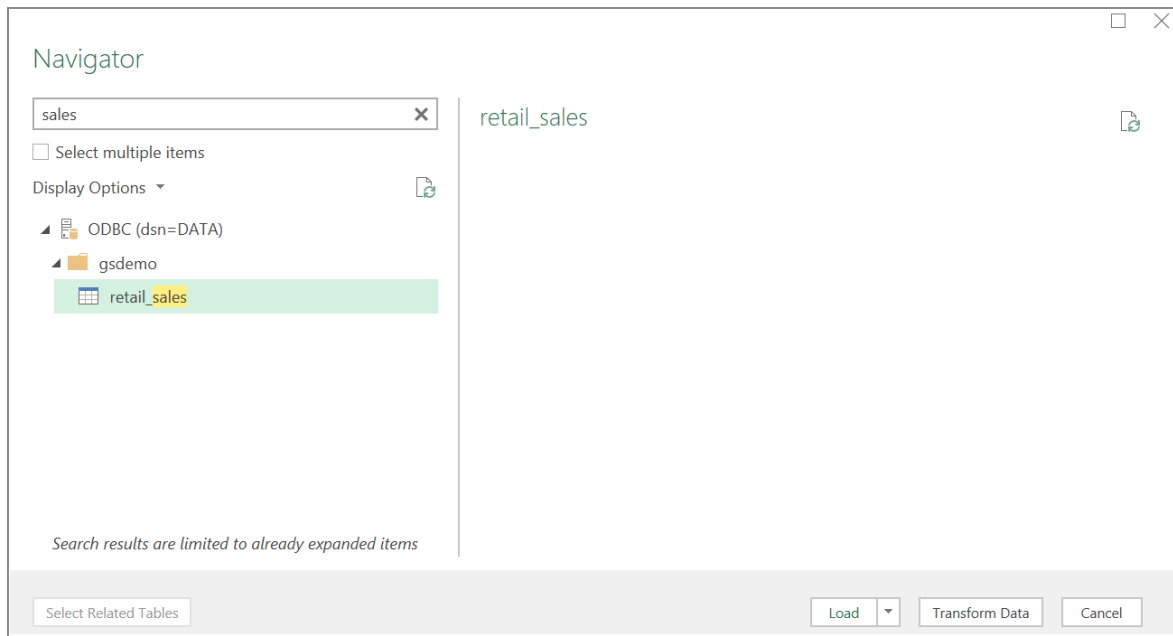 Navigator
sales
Select multiple items
Display Options
ODBC (dsn=DATA)
gsdemo
retail_sales
Search results are limited to already expanded items
retail_sales
Select Related Tables
Load
Transform Data
Cancel